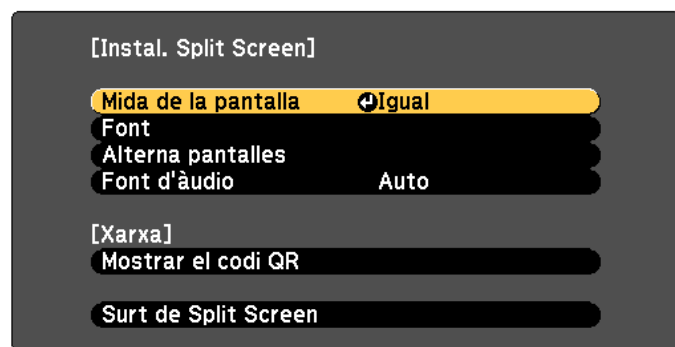 [Instal. Split Screen]
Mida de la pantalla Igual
Font
Alterna pantalles
Font d'àudio Auto
[Xarxa]
Mostrar el codi QR
Surt de Split Screen